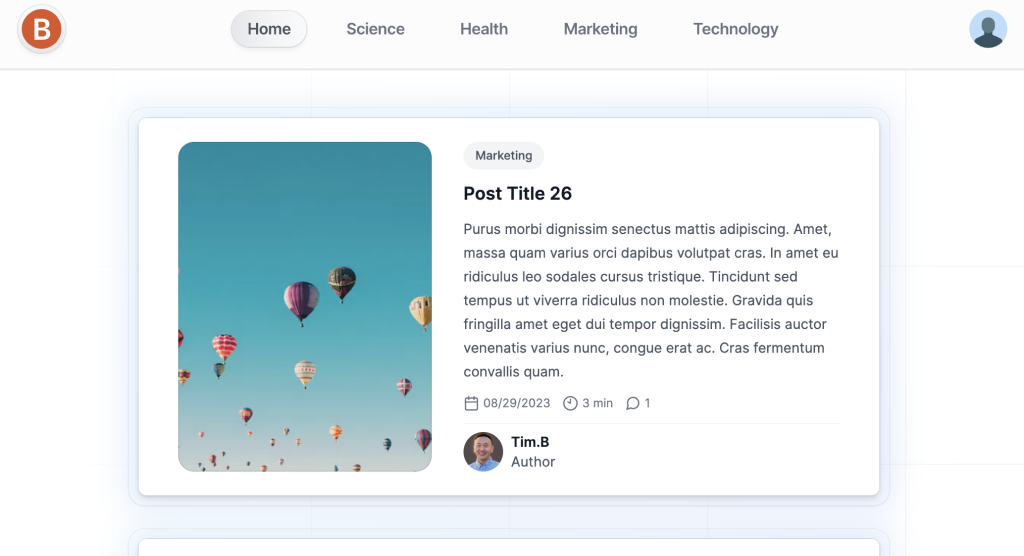 B
Home
Science
Health
Marketing
Technology
Marketing
Post Title 26
Purus morbi dignissim senectus mattis adipiscing. Amet,
massa quam varius orci dapibus volutpat cras. In amet eu
ridiculus leo sodales cursus tristique. Tincidunt sed
tempus ut viverra ridiculus non molestie. Gravida quis
fringilla amet eget dui tempor dignissim. Facilisis auctor
venenatis varius nunc, congue erat ac. Cras fermentum
convallis quam.
08/29/2023 3 min 1
Tim.B
Author